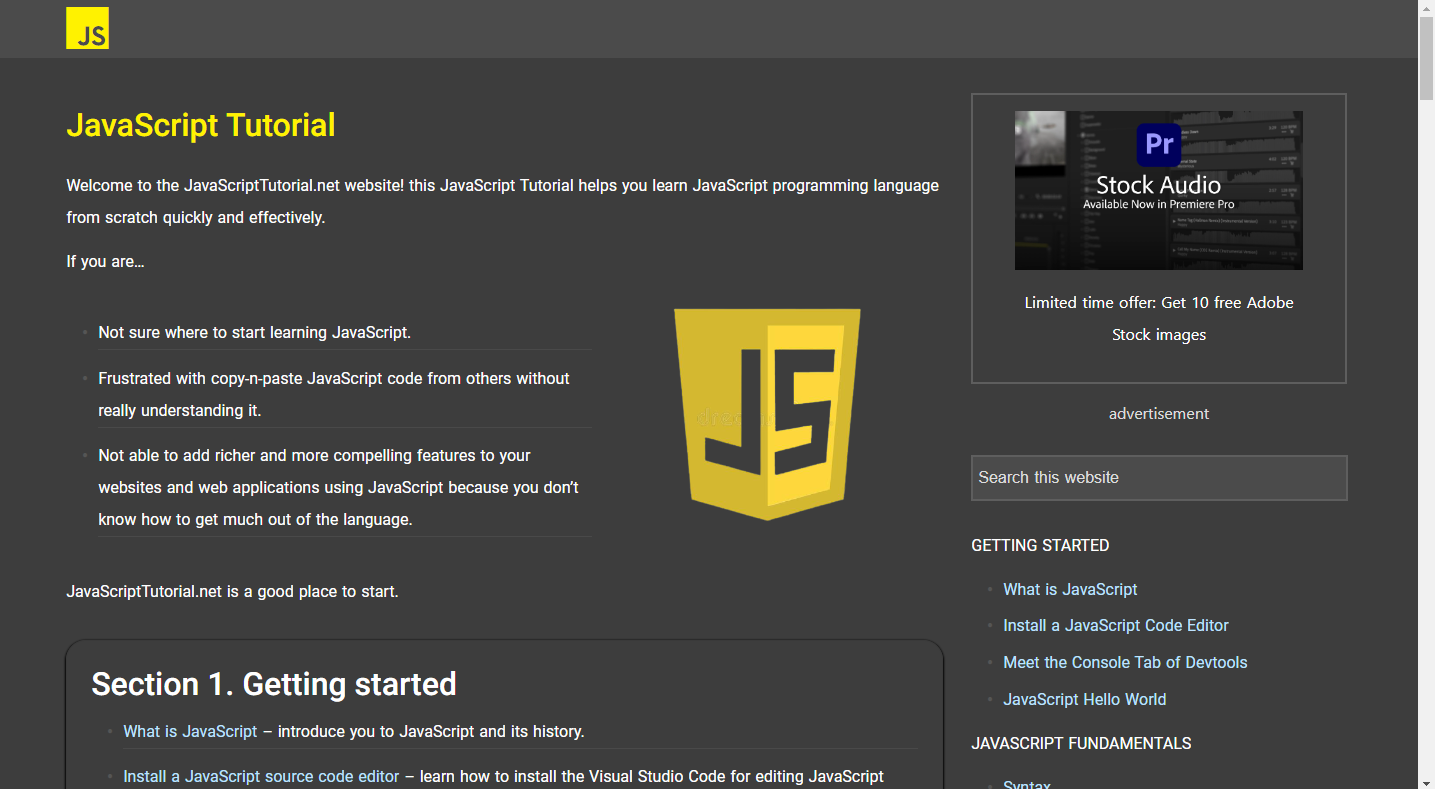 JS
JavaScript Tutorial
Welcome to the JavaScriptTutorial.net website! this JavaScript Tutorial helps you learn JavaScript programming language
from scratch quickly and effectively.
If you are…
Not sure where to start learning JavaScript.
Frustrated with copy-n-paste JavaScript code from others without
really understanding it.
Not able to add richer and more compelling features to your
websites and web applications using JavaScript because you don’t
know how to get much out of the language.
JS
JavaScriptTutorial.net is a good place to start.
Section 1. Getting started
What is JavaScript – introduce you to JavaScript and its history.
Install a JavaScript source code editor – learn how to install the Visual Studio Code for editing JavaScript
Pr
Stock Audio
Available Now in Premiere Pro
Limited time offer: Get 10 free Adobe
Stock images
advertisement
Search this website
GETTING STARTED
What is JavaScript
Install a JavaScript Code Editor
Meet the Console Tab of Devtools
JavaScript Hello World
JAVASCRIPT FUNDAMENTALS
Syntax